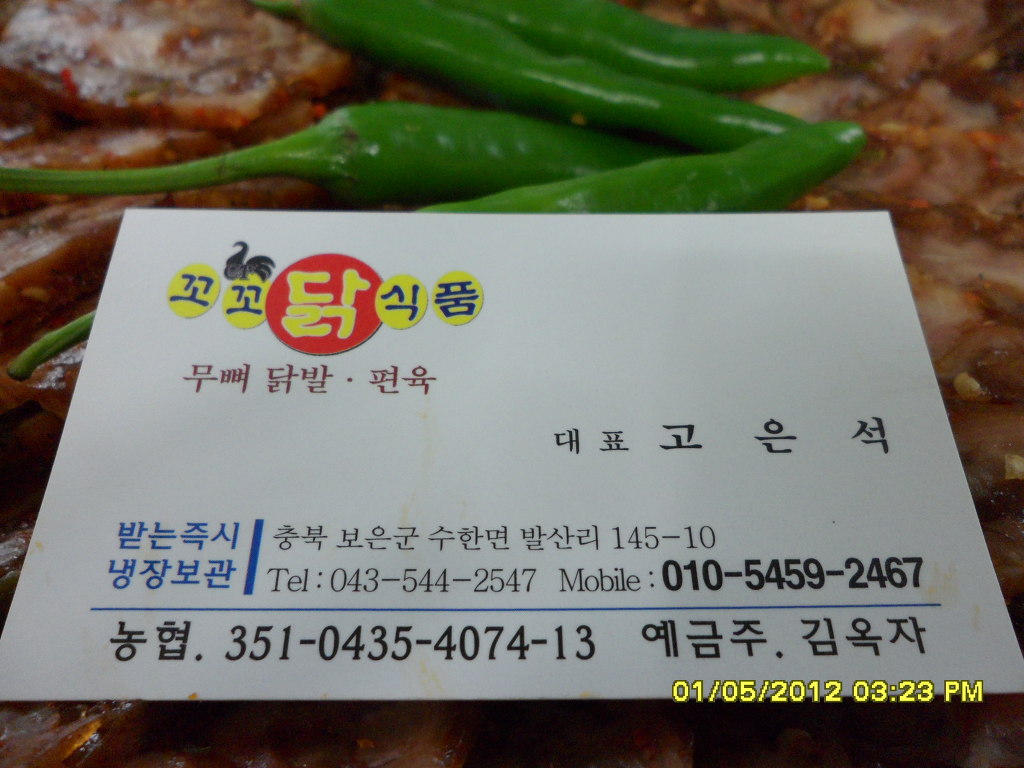 꼬꼬닭식품
무뼈 닭발 · 편육
대표 고 은 석
받는즉시
냉장보관
충북 보은군 수한면 발산리 145-10
Tel : 043-544-2547 Mobile : 010-5459-2467
농협. 351-0435-4074-13 예금주. 김옥자
01/05/2012 03:23 PM